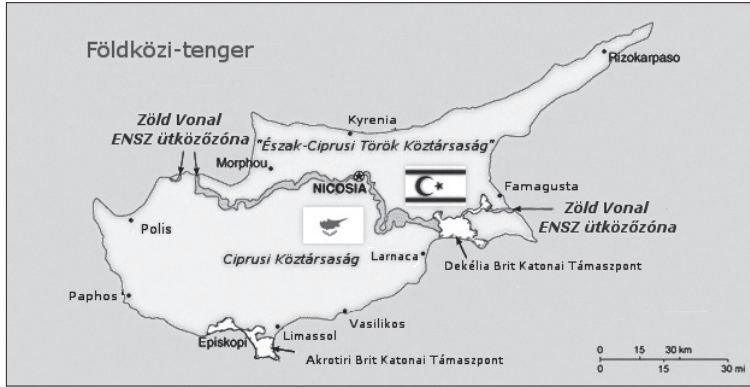 Földközi-tenger
Rizokarpaso
Zöld Vonal
ENSZ ütközőzóna
Kyrenia
"Észak-Ciprusi Török Köztársaság"
Morphou
NICOSIA
Famagusta
Zöld Vonal
ENSZ ütközőzóna
Polis
Ciprusi Köztársaság
Larnaca
Dekélia Brit Katonai Támaszpont
Paphos
Vasilikos
Limassol
Episkopi
Akrotiri Brit Katonai Támaszpont
0 15 30 km
0 15 30 mi